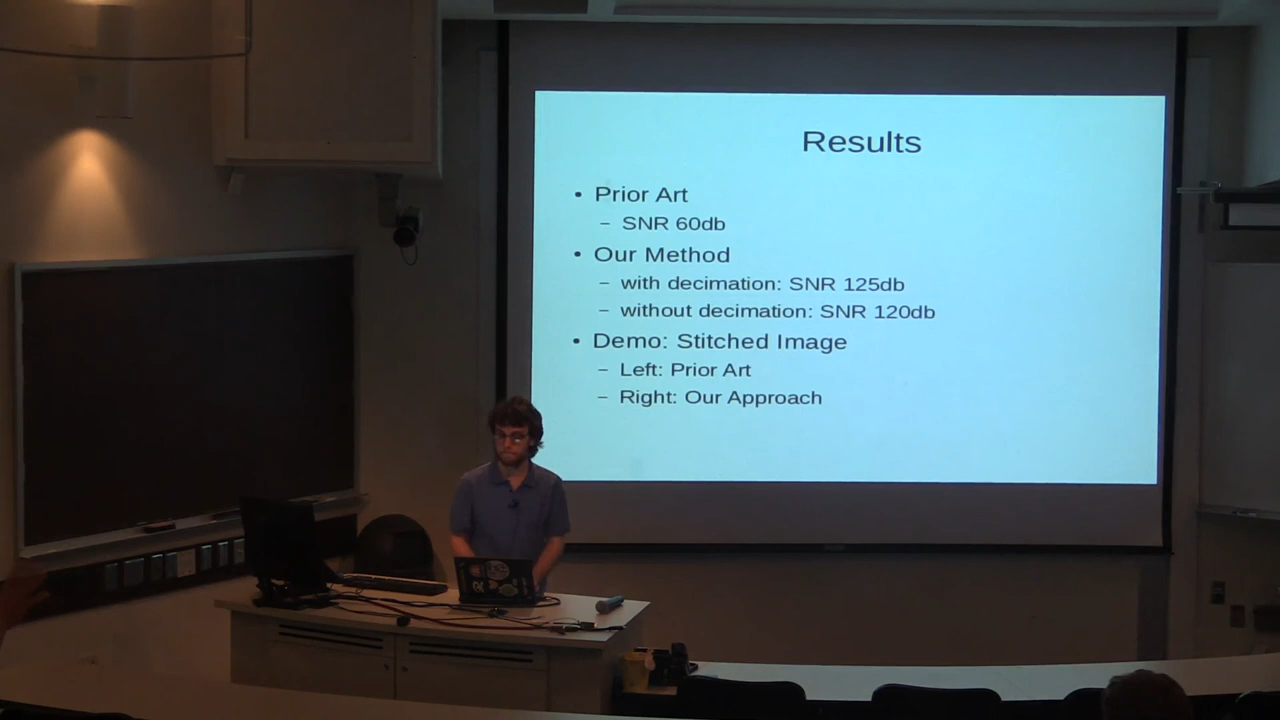 Results
• Prior Art
– SNR 60db
• Our Method
– with decimation: SNR 125db
– without decimation: SNR 120db
• Demo: Stitched Image
– Left: Prior Art
– Right: Our Approach